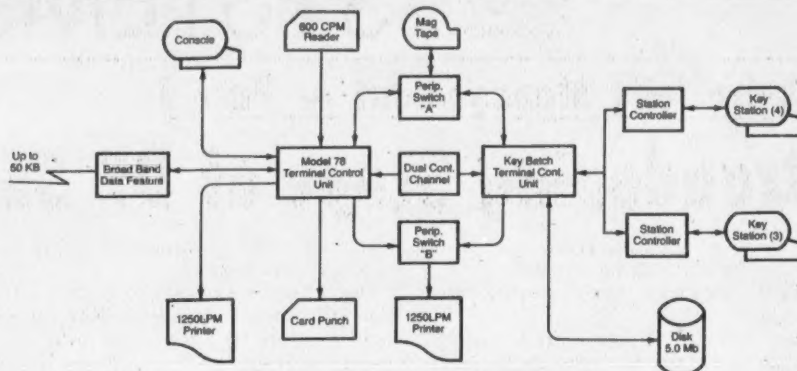 600 CPM
Reader
Mag
Tape
Console
Perip.
Switch
"A"
Station
Controller
Key
Station (4)
Up to
50 KB
Broad Band
Data Feature
Model 78
Terminal Control
Unit
Dual Cont.
Channel
Key Batch
Terminal Cont.
Unit
Perip.
Switch
"B"
Station
Controller
Key
Station (3)
1250LPM
Printer
Card Punch
1250LPM
Printer
Disk
5.0 Mb